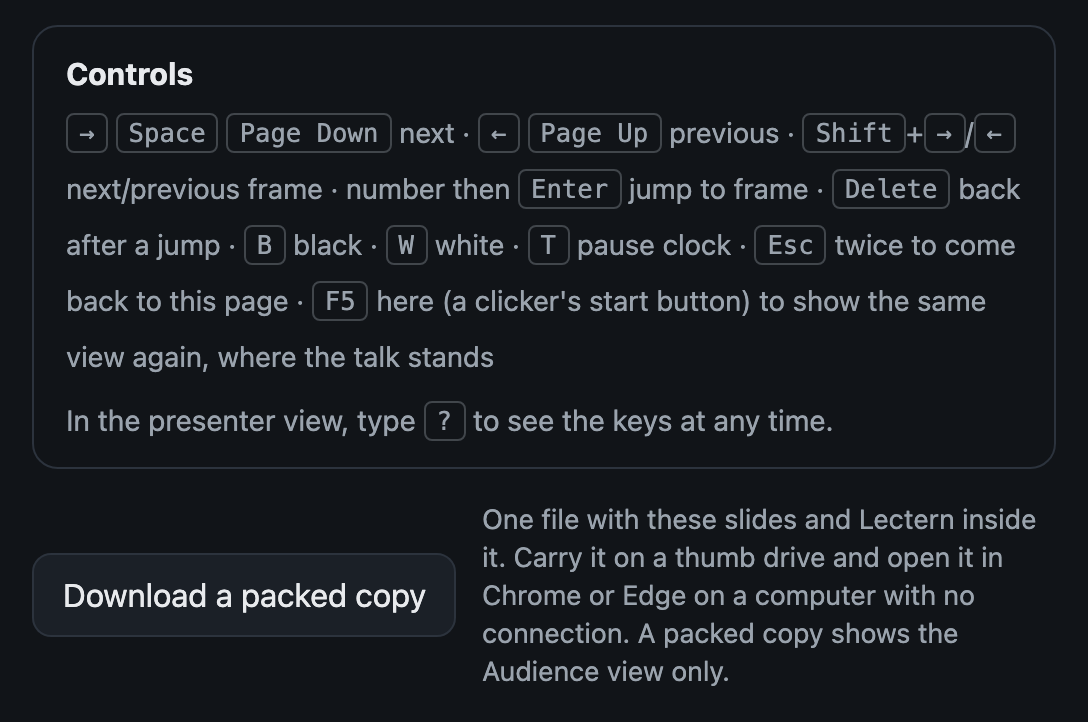 Controls
→ Space Page Down next · ← Page Up previous · Shift+→/←
next/previous frame · number then Enter jump to frame · Delete back
after a jump · B black · W white · T pause clock · Esc twice to come
back to this page · F5 here (a clicker's start button) to show the same
view again, where the talk stands
In the presenter view, type ? to see the keys at any time.
Download a packed copy
One file with these slides and Lectern inside
it. Carry it on a thumb drive and open it in
Chrome or Edge on a computer with no
connection. A packed copy shows the
Audience view only.